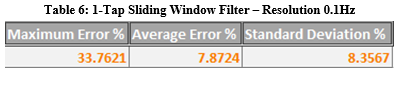 Table 6: 1-Tap Sliding Window Filter – Resolution 0.1Hz
Maximum Error % Average Error % Standard Deviation %
33.7621 7.8724 8.3567